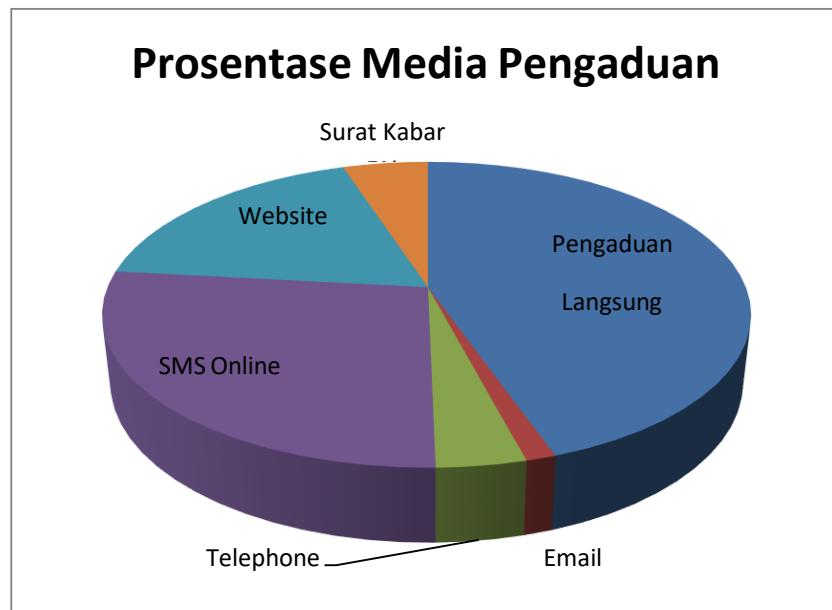 Prosentase Media Pengaduan
Surat Kabar
Website
Pengaduan
Langsung
SMS Online
Telephone
Email